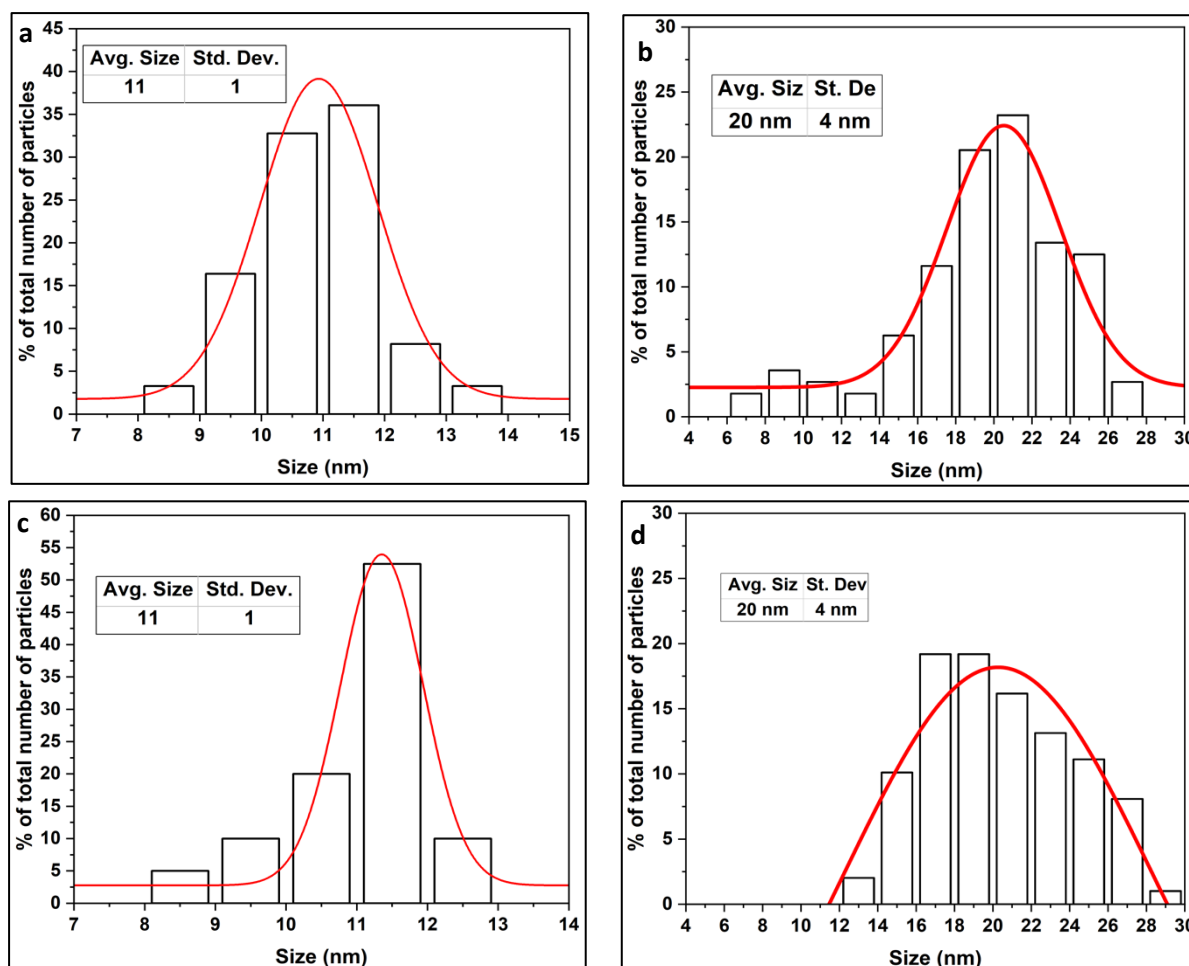 a
Avg. Size Std. Dev.
11 1
% of total number of particles
45
40
35
30
25
20
15
10
5
0
7 8 9 10 11 12 13 14 15
Size (nm)
b
Avg. Siz St. De
20 nm 4 nm
% of total number of particles
30
25
20
15
10
5
0
4 6 8 10 12 14 16 18 20 22 24 26 28 30
Size (nm)
c
Avg. Size Std. Dev.
11 1
% of total number of particles
60
55
50
45
40
35
30
25
20
15
10
5
0
7 8 9 10 11 12 13 14
Size (nm)
d
Avg. Siz St. Dev
20 nm 4 nm
% of total number of particles
30
25
20
15
10
5
0
4 6 8 10 12 14 16 18 20 22 24 26 28 30
Size (nm)